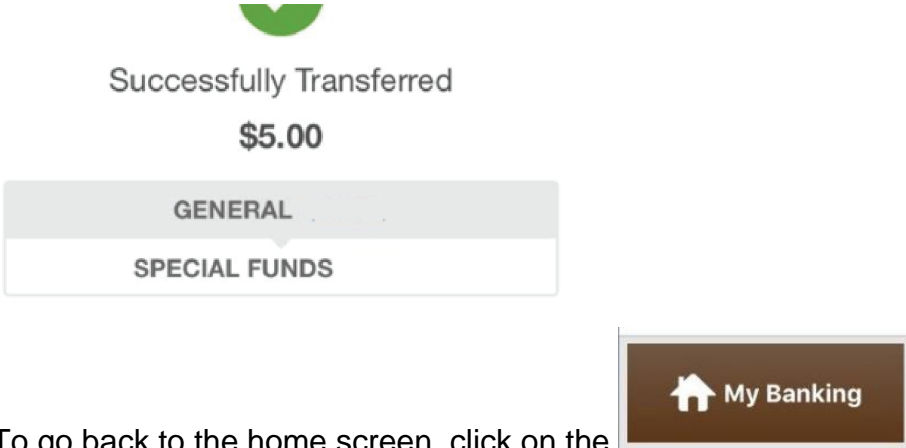 Successfully Transferred
$5.00
GENERAL
SPECIAL FUNDS
My Banking
To go back to the home screen, click on the